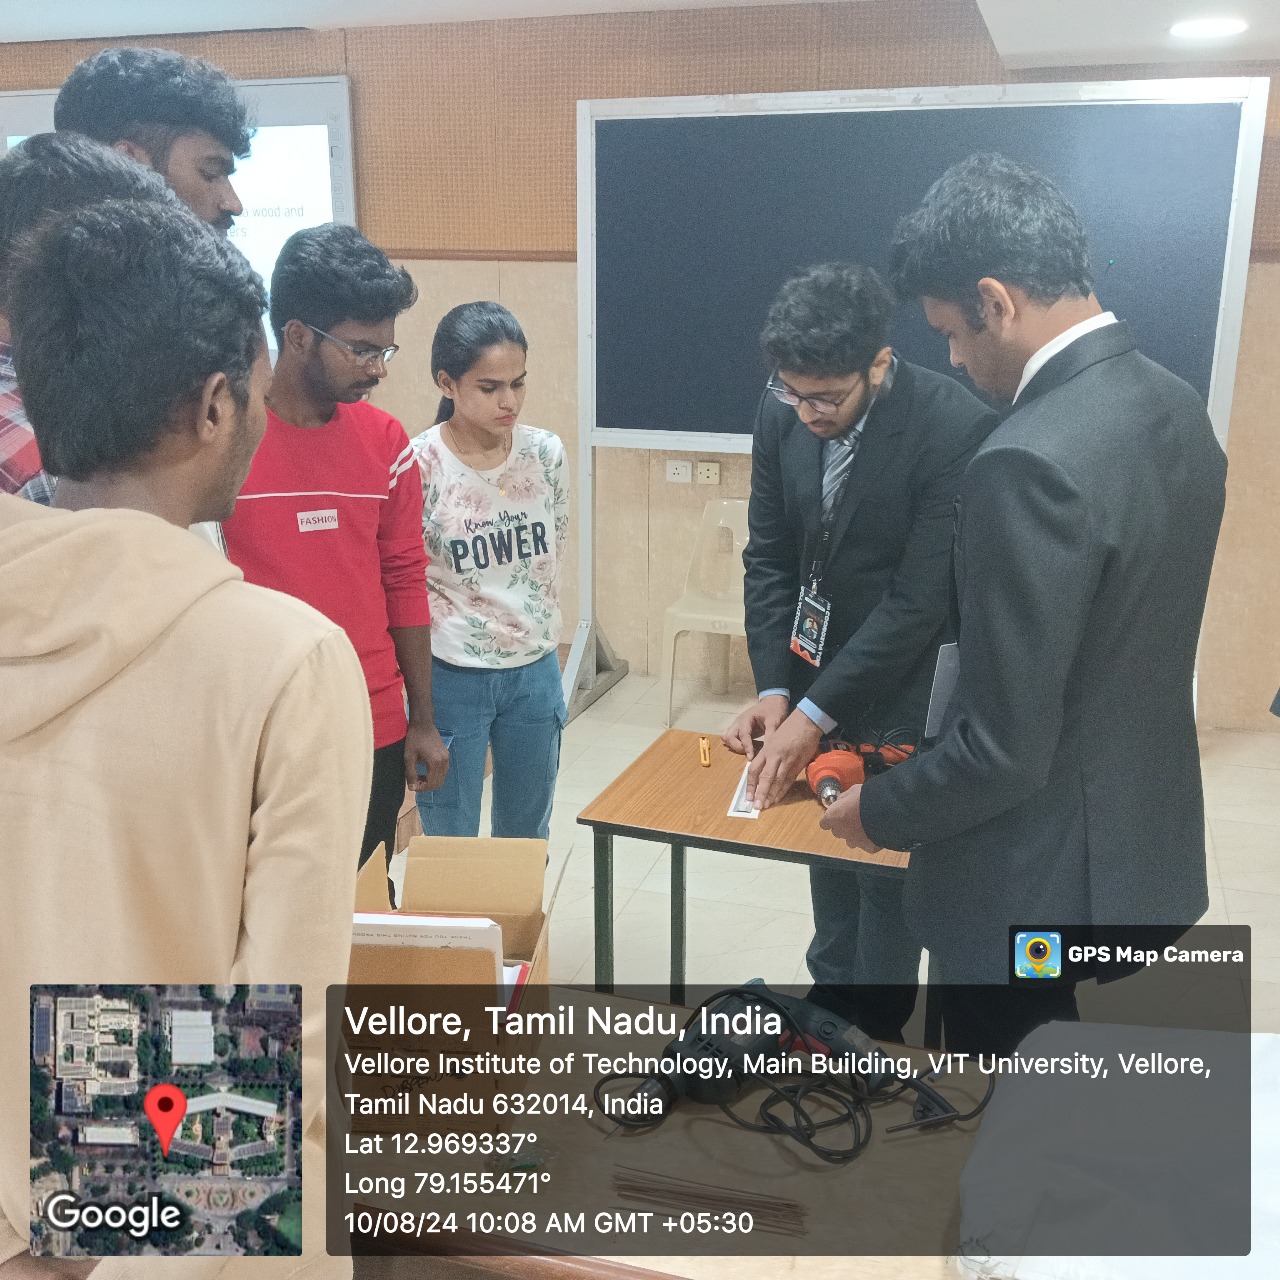 a wood and
ers
FASHION
Know Your
POWER
GPS Map Camera
Vellore, Tamil Nadu, India
Vellore Institute of Technology, Main Building, VIT University, Vellore,
Tamil Nadu 632014, India
Lat 12.969337°
Long 79.155471°
10/08/24 10:08 AM GMT +05:30
Google